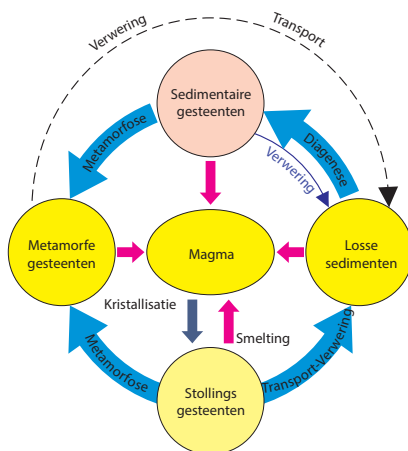 Verwering
Transport
Sedimentaire
gesteenten
Metamorfose
Verwering
Diagenese
Metamorfe
gesteenten
Magma
Losse
sedimenten
Kristallisatie
Smelting
Metamorfose
Stollings
gesteenten
Transport-Verwering